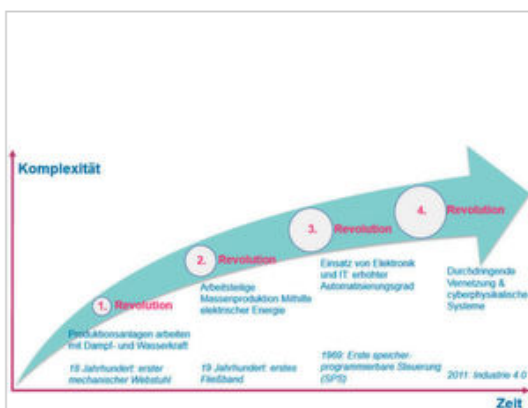 Komplexität
1. Revolution
Produktionsanlagen arbeiten
mit Dampf- und Wasserkraft
18 Jahrhundert: erster
mechanischer Webstuhl
2. Revolution
Arbeitsteilige
Massenproduktion Mithilfe
elektrischer Energie
19 Jahrhundert: erstes
Fließband
3. Revolution
Einsatz von Elektronik
und IT: erhöhter
Automatisierungsgrad
1969: Erste speicher-
programmierbare Steuerung
(SPS)
4. Revolution
Durchdringende
Vernetzung &
cyberphysikalische
Systeme
2011: Industrie 4.0
Zeit